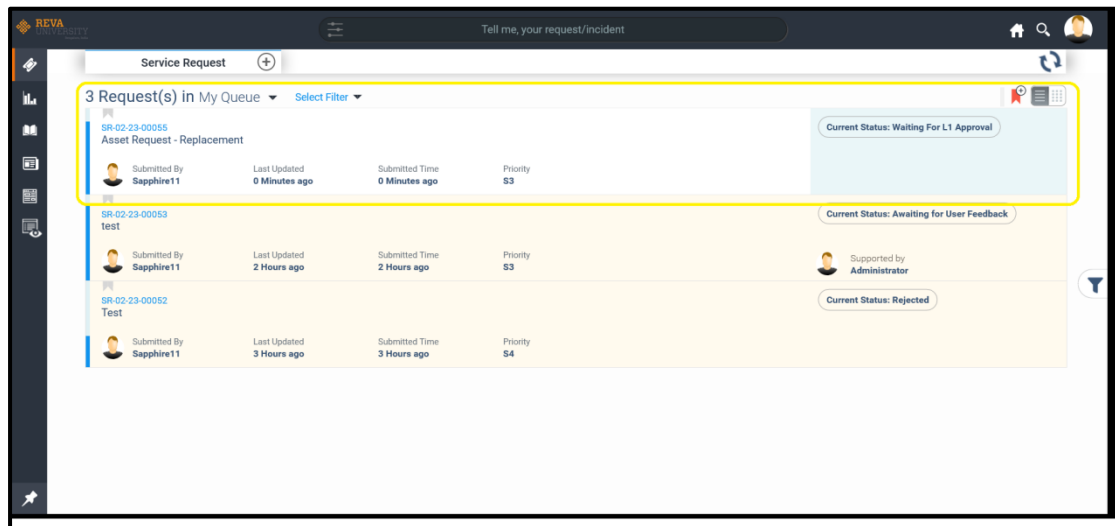 REVA
UNIVERSITY
Tell me, your request/incident
Service Request
3 Request(s) in My Queue Select Filter
SR-02-23-00055
Asset Request - Replacement
Current Status: Waiting For L1 Approval
Submitted By Last Updated Submitted Time Priority
Sapphire11 0 Minutes ago 0 Minutes ago S3
SR-02-23-00053
test
Current Status: Awaiting for User Feedback
Submitted By Last Updated Submitted Time Priority
Sapphire11 2 Hours ago 2 Hours ago S3
Supported by
Administrator
SR-02-23-00052
Test
Current Status: Rejected
Submitted By Last Updated Submitted Time Priority
Sapphire11 3 Hours ago 3 Hours ago S4